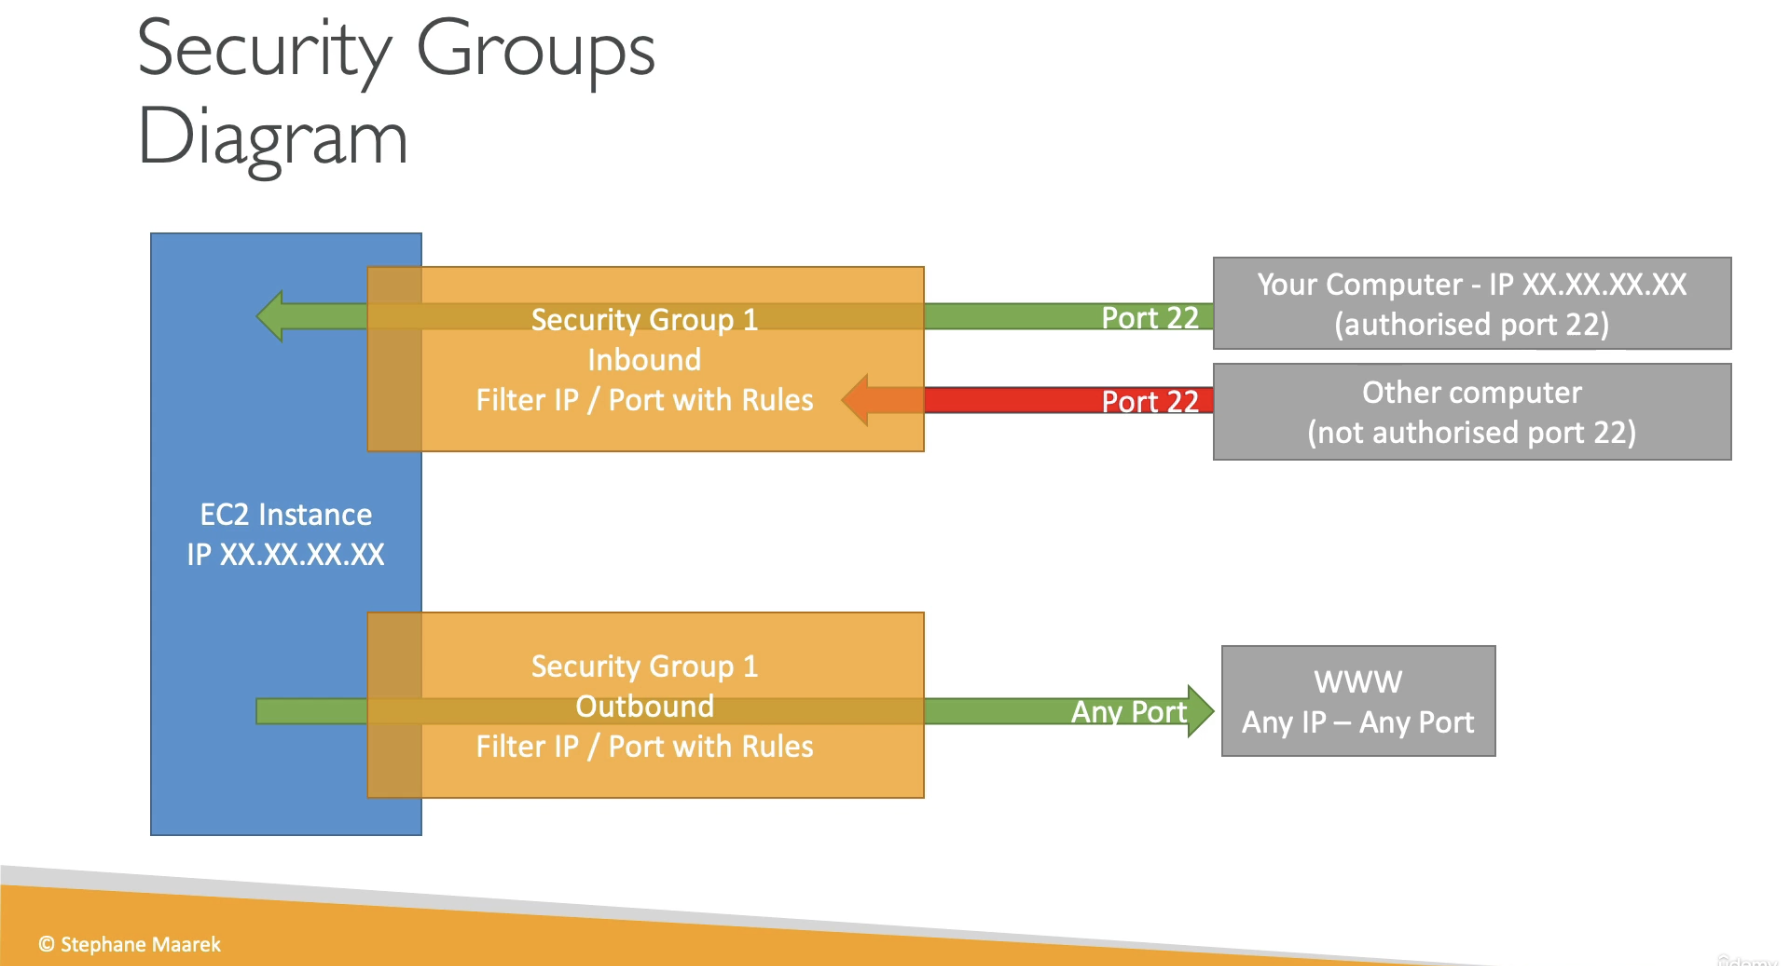 Security Groups
Diagram
Your Computer - IP XX.XX.XX.XX
(authorised port 22)
Port 22
Security Group 1
Inbound
Filter IP / Port with Rules
Port 22
Other computer
(not authorised port 22)
EC2 Instance
IP XX.XX.XX.XX
Security Group 1
Outbound
Filter IP / Port with Rules
Any Port
WWW
Any IP – Any Port
© Stephane Maarek